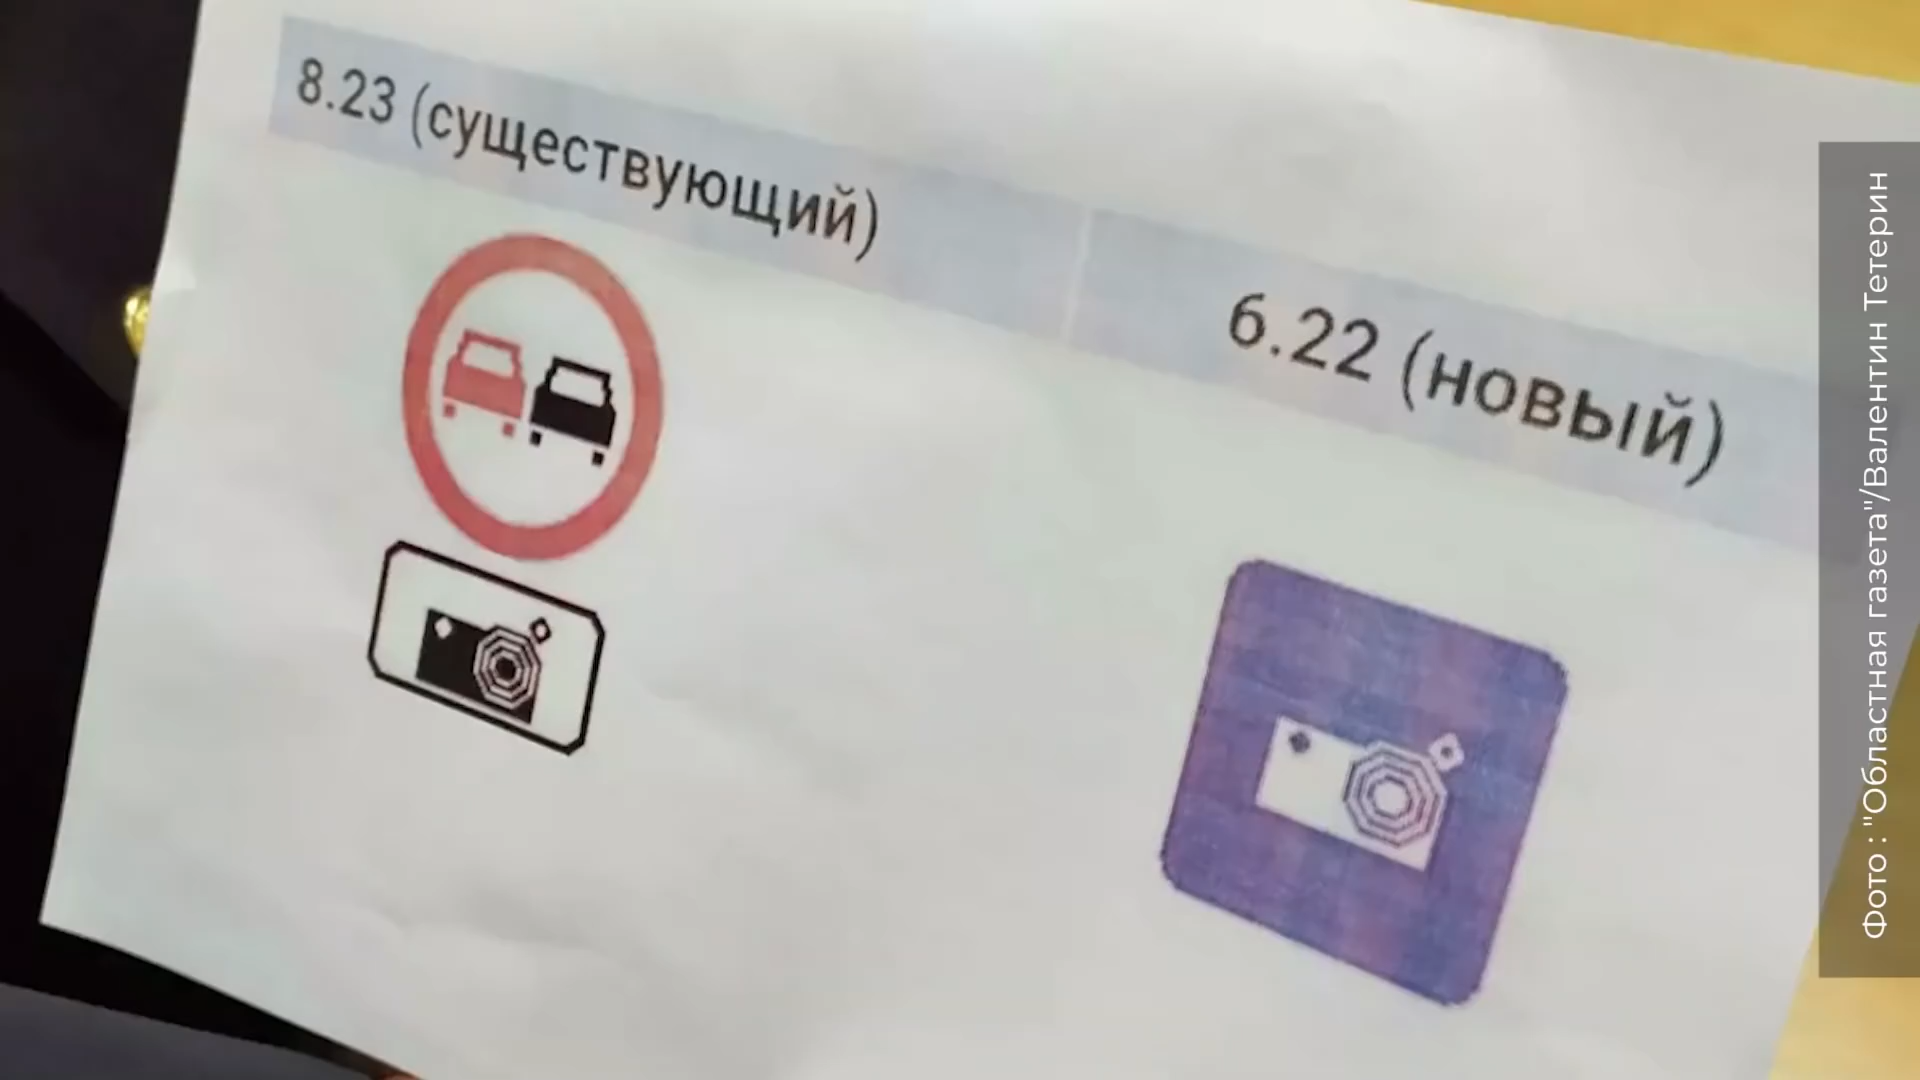 8.23 (существующий)
6.22 (новый)
Фото : "Областная газета"/Валентин Тетерин